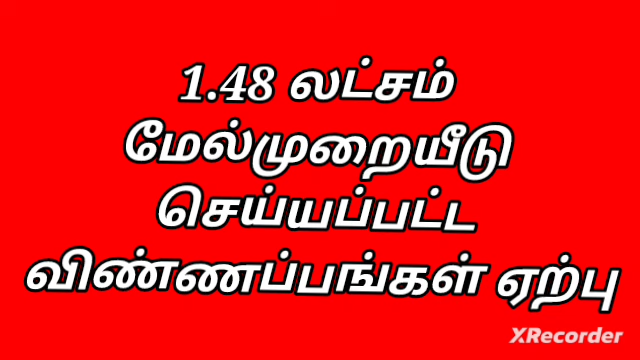 1.48 லட்சம்
மேல்முறையீடு
செய்யப்பட்ட
விண்ணப்பங்கள் ஏற்பு
XRecorder